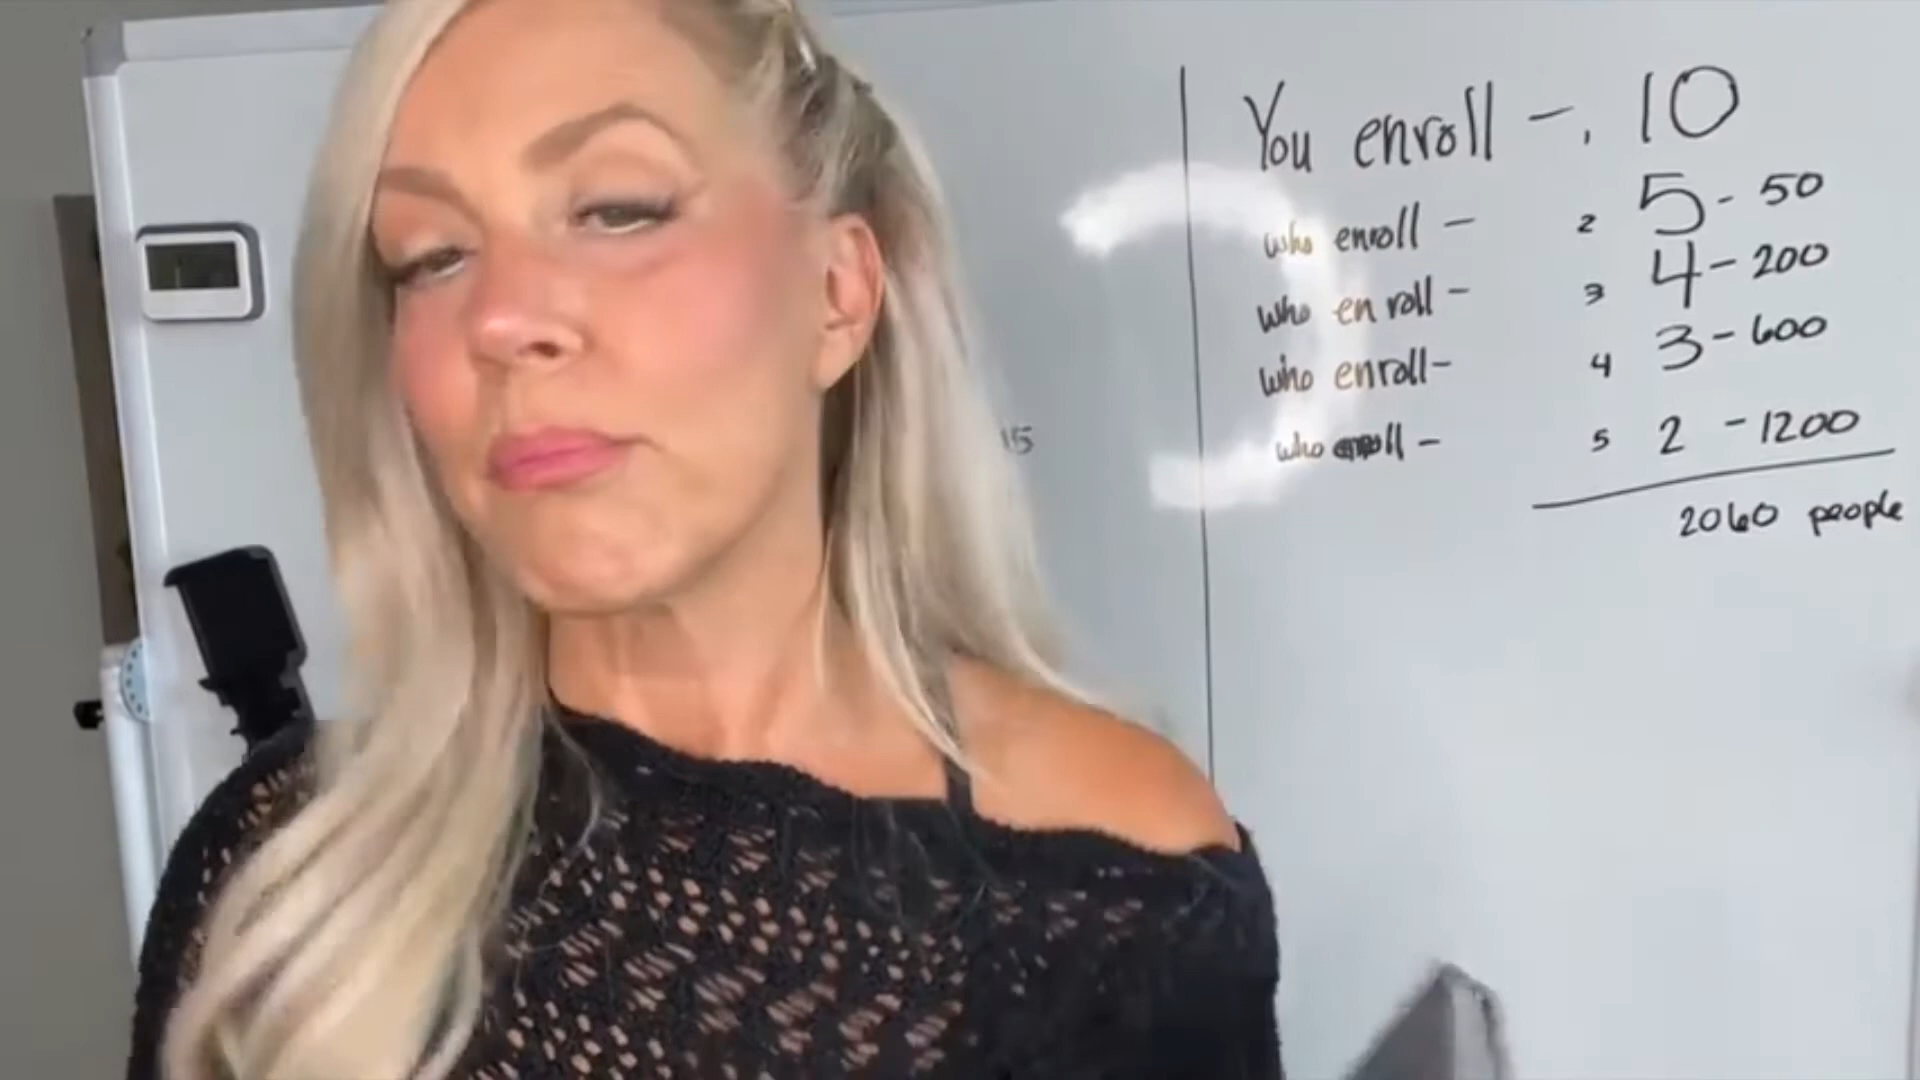 15
You enroll - . 10
who enroll - 2 5 - 50
who enroll - 3 4 - 200
who enroll - 4 3 - 600
who enroll - 5 2 - 1200
2060 people